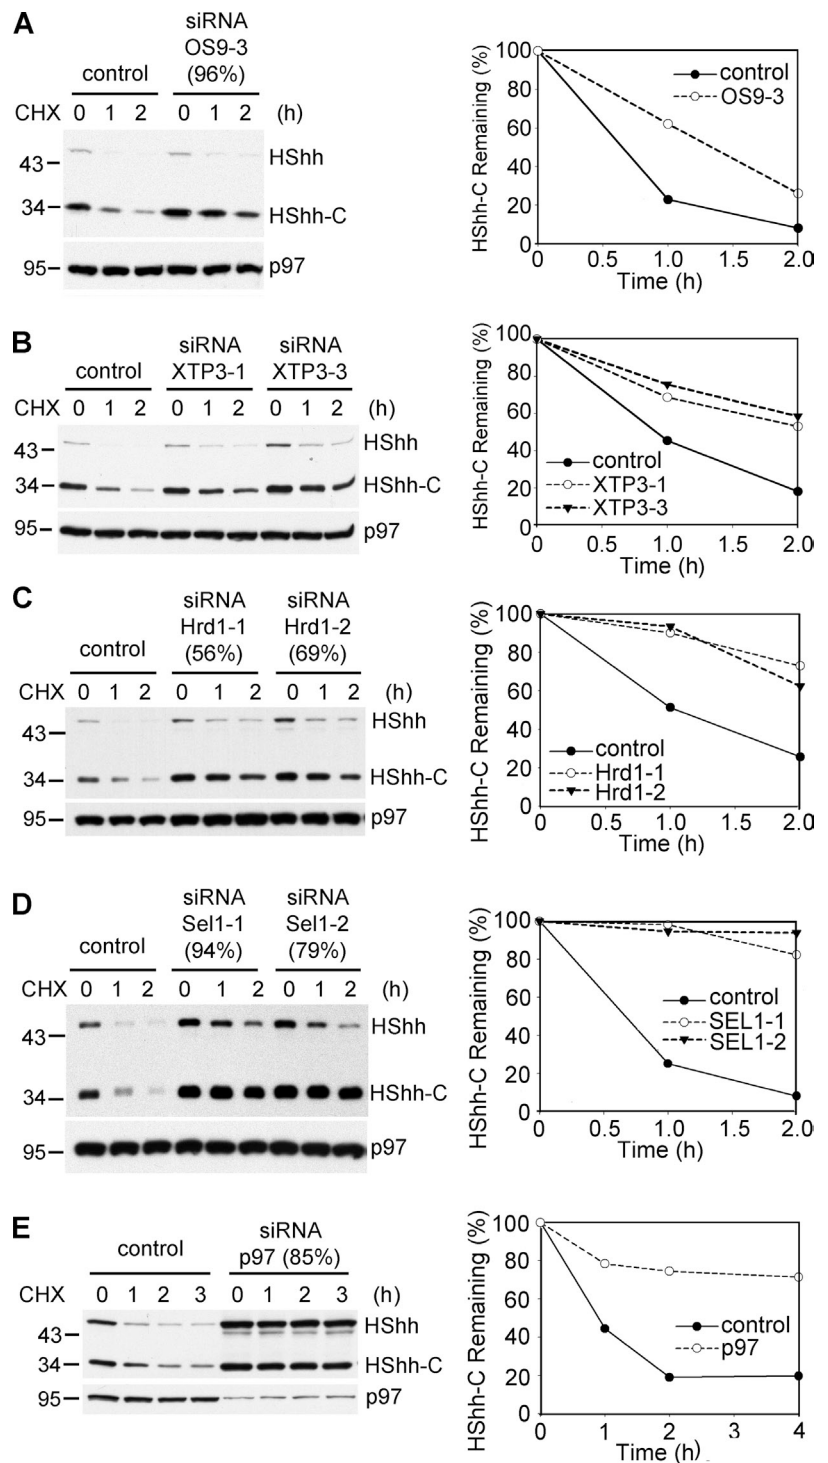 A
siRNA
OS9-3
(96%)
control
CHX 0 1 2 0 1 2 (h)
43
HShh
34
HShh-C
95
p97
HShh-C Remaining (%)
100
80
60
40
20
0
control
OS9-3
0 0.5 1.0 1.5 2.0
Time (h)
B
siRNA siRNA
control XTP3-1 XTP3-3
CHX 0 1 2 0 1 2 0 1 2 (h)
43
HShh
34
HShh-C
95
p97
HShh-C Remaining (%)
100
80
60
40
20
0
control
XTP3-1
XTP3-3
0 0.5 1.0 1.5 2.0
Time (h)
C
siRNA siRNA
Hrd1-1 Hrd1-2
control (56%) (69%)
CHX 0 1 2 0 1 2 0 1 2 (h)
43
HShh
34
HShh-C
95
p97
HShh-C Remaining (%)
100
80
60
40
20
0
control
Hrd1-1
Hrd1-2
0 0.5 1.0 1.5 2.0
Time (h)
D
siRNA siRNA
Sel1-1 Sel1-2
control (94%) (79%)
CHX 0 1 2 0 1 2 0 1 2 (h)
43
HShh
34
HShh-C
95
p97
HShh-C Remaining (%)
100
80
60
40
20
0
control
SEL1-1
SEL1-2
0 0.5 1.0 1.5 2.0
Time (h)
E
siRNA
control p97 (85%)
CHX 0 1 2 3 0 1 2 3 (h)
43
HShh
34
HShh-C
95
p97
HShh-C Remaining (%)
100
80
60
40
20
0
control
p97
0 1 2 3 4
Time (h)